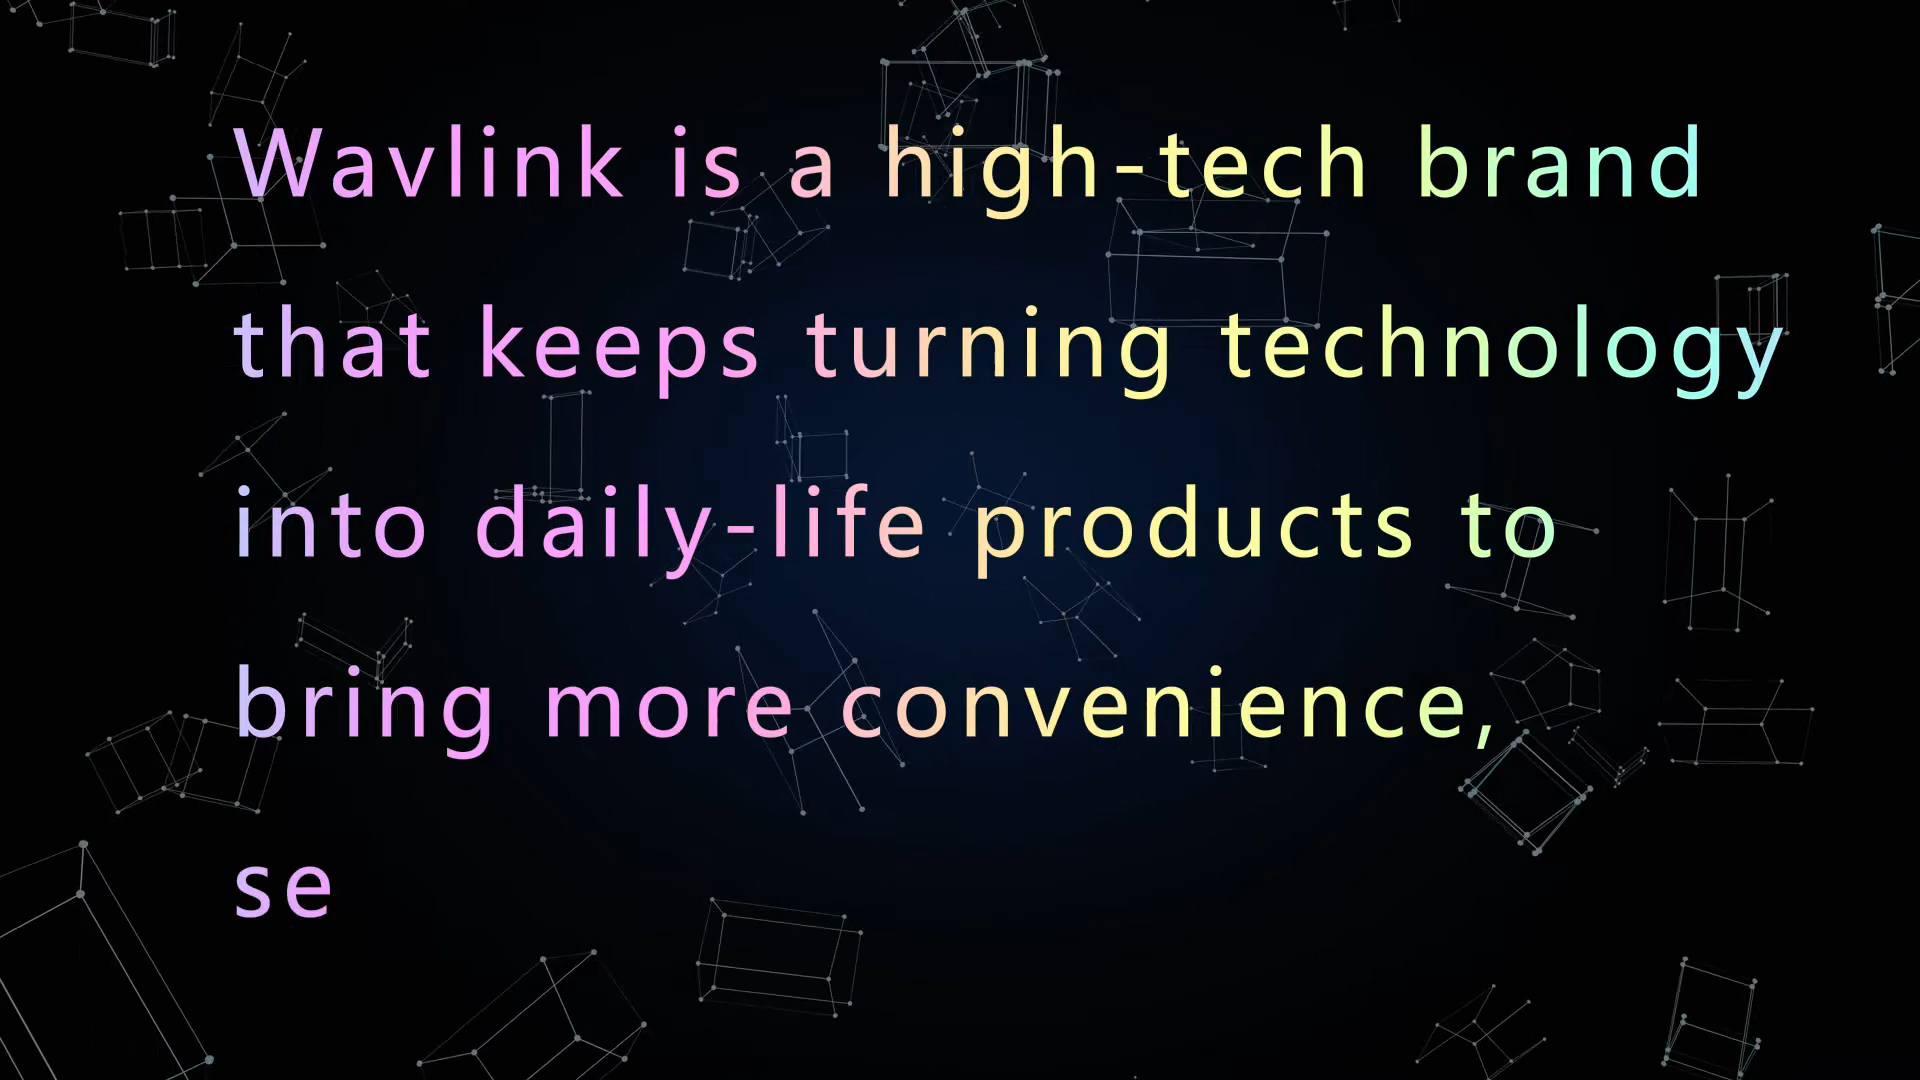 Wavlink is a high-tech brand
that keeps turning technology
into daily-life products to
bring more convenience,
se